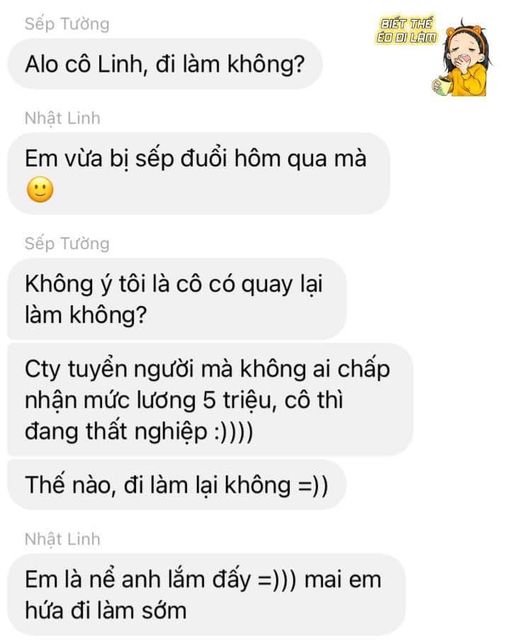 Sếp Tường
BIẾT THẾ
ÉO ĐI LÀM
Alo cô Linh, đi làm không?
Nhật Linh
Em vừa bị sếp đuổi hôm qua mà
🙂
Sếp Tường
Không ý tôi là cô có quay lại
làm không?
Cty tuyển người mà không ai chấp
nhận mức lương 5 triệu, cô thì
đang thất nghiệp :))))
Thế nào, đi làm lại không =))
Nhật Linh
Em là nể anh lắm đấy =))) mai em
hứa đi làm sớm